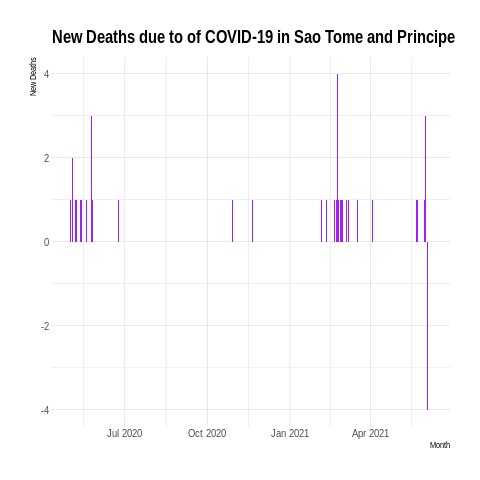 New Deaths due to of COVID-19 in Sao Tome and Principe
New Deaths
4
2
0
-2
-4
Jul 2020 Oct 2020 Jan 2021 Apr 2021
Month